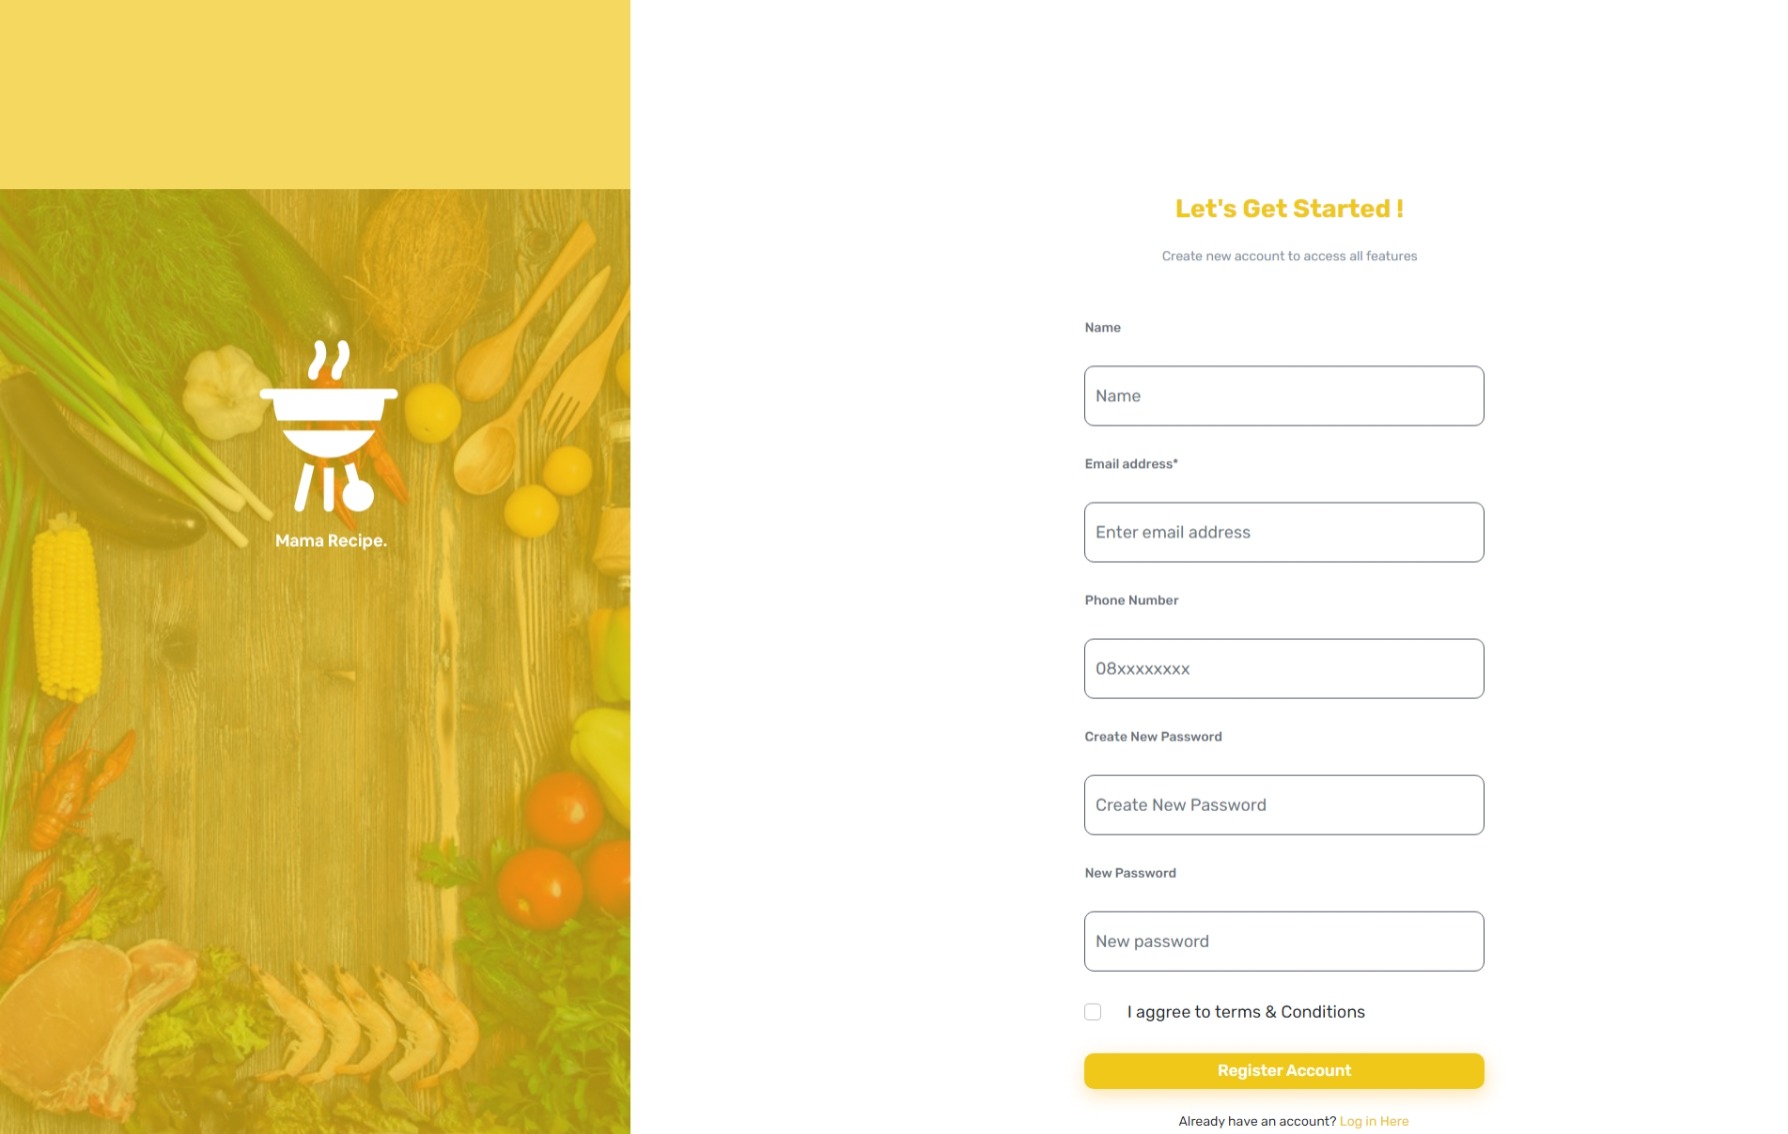 Mama Recipe.
Let's Get Started !
Create new account to access all features
Name
Name
Email address*
Enter email address
Phone Number
08xxxxxxxx
Create New Password
Create New Password
New Password
New password
I aggree to terms & Conditions
Register Account
Already have an account? Log in Here